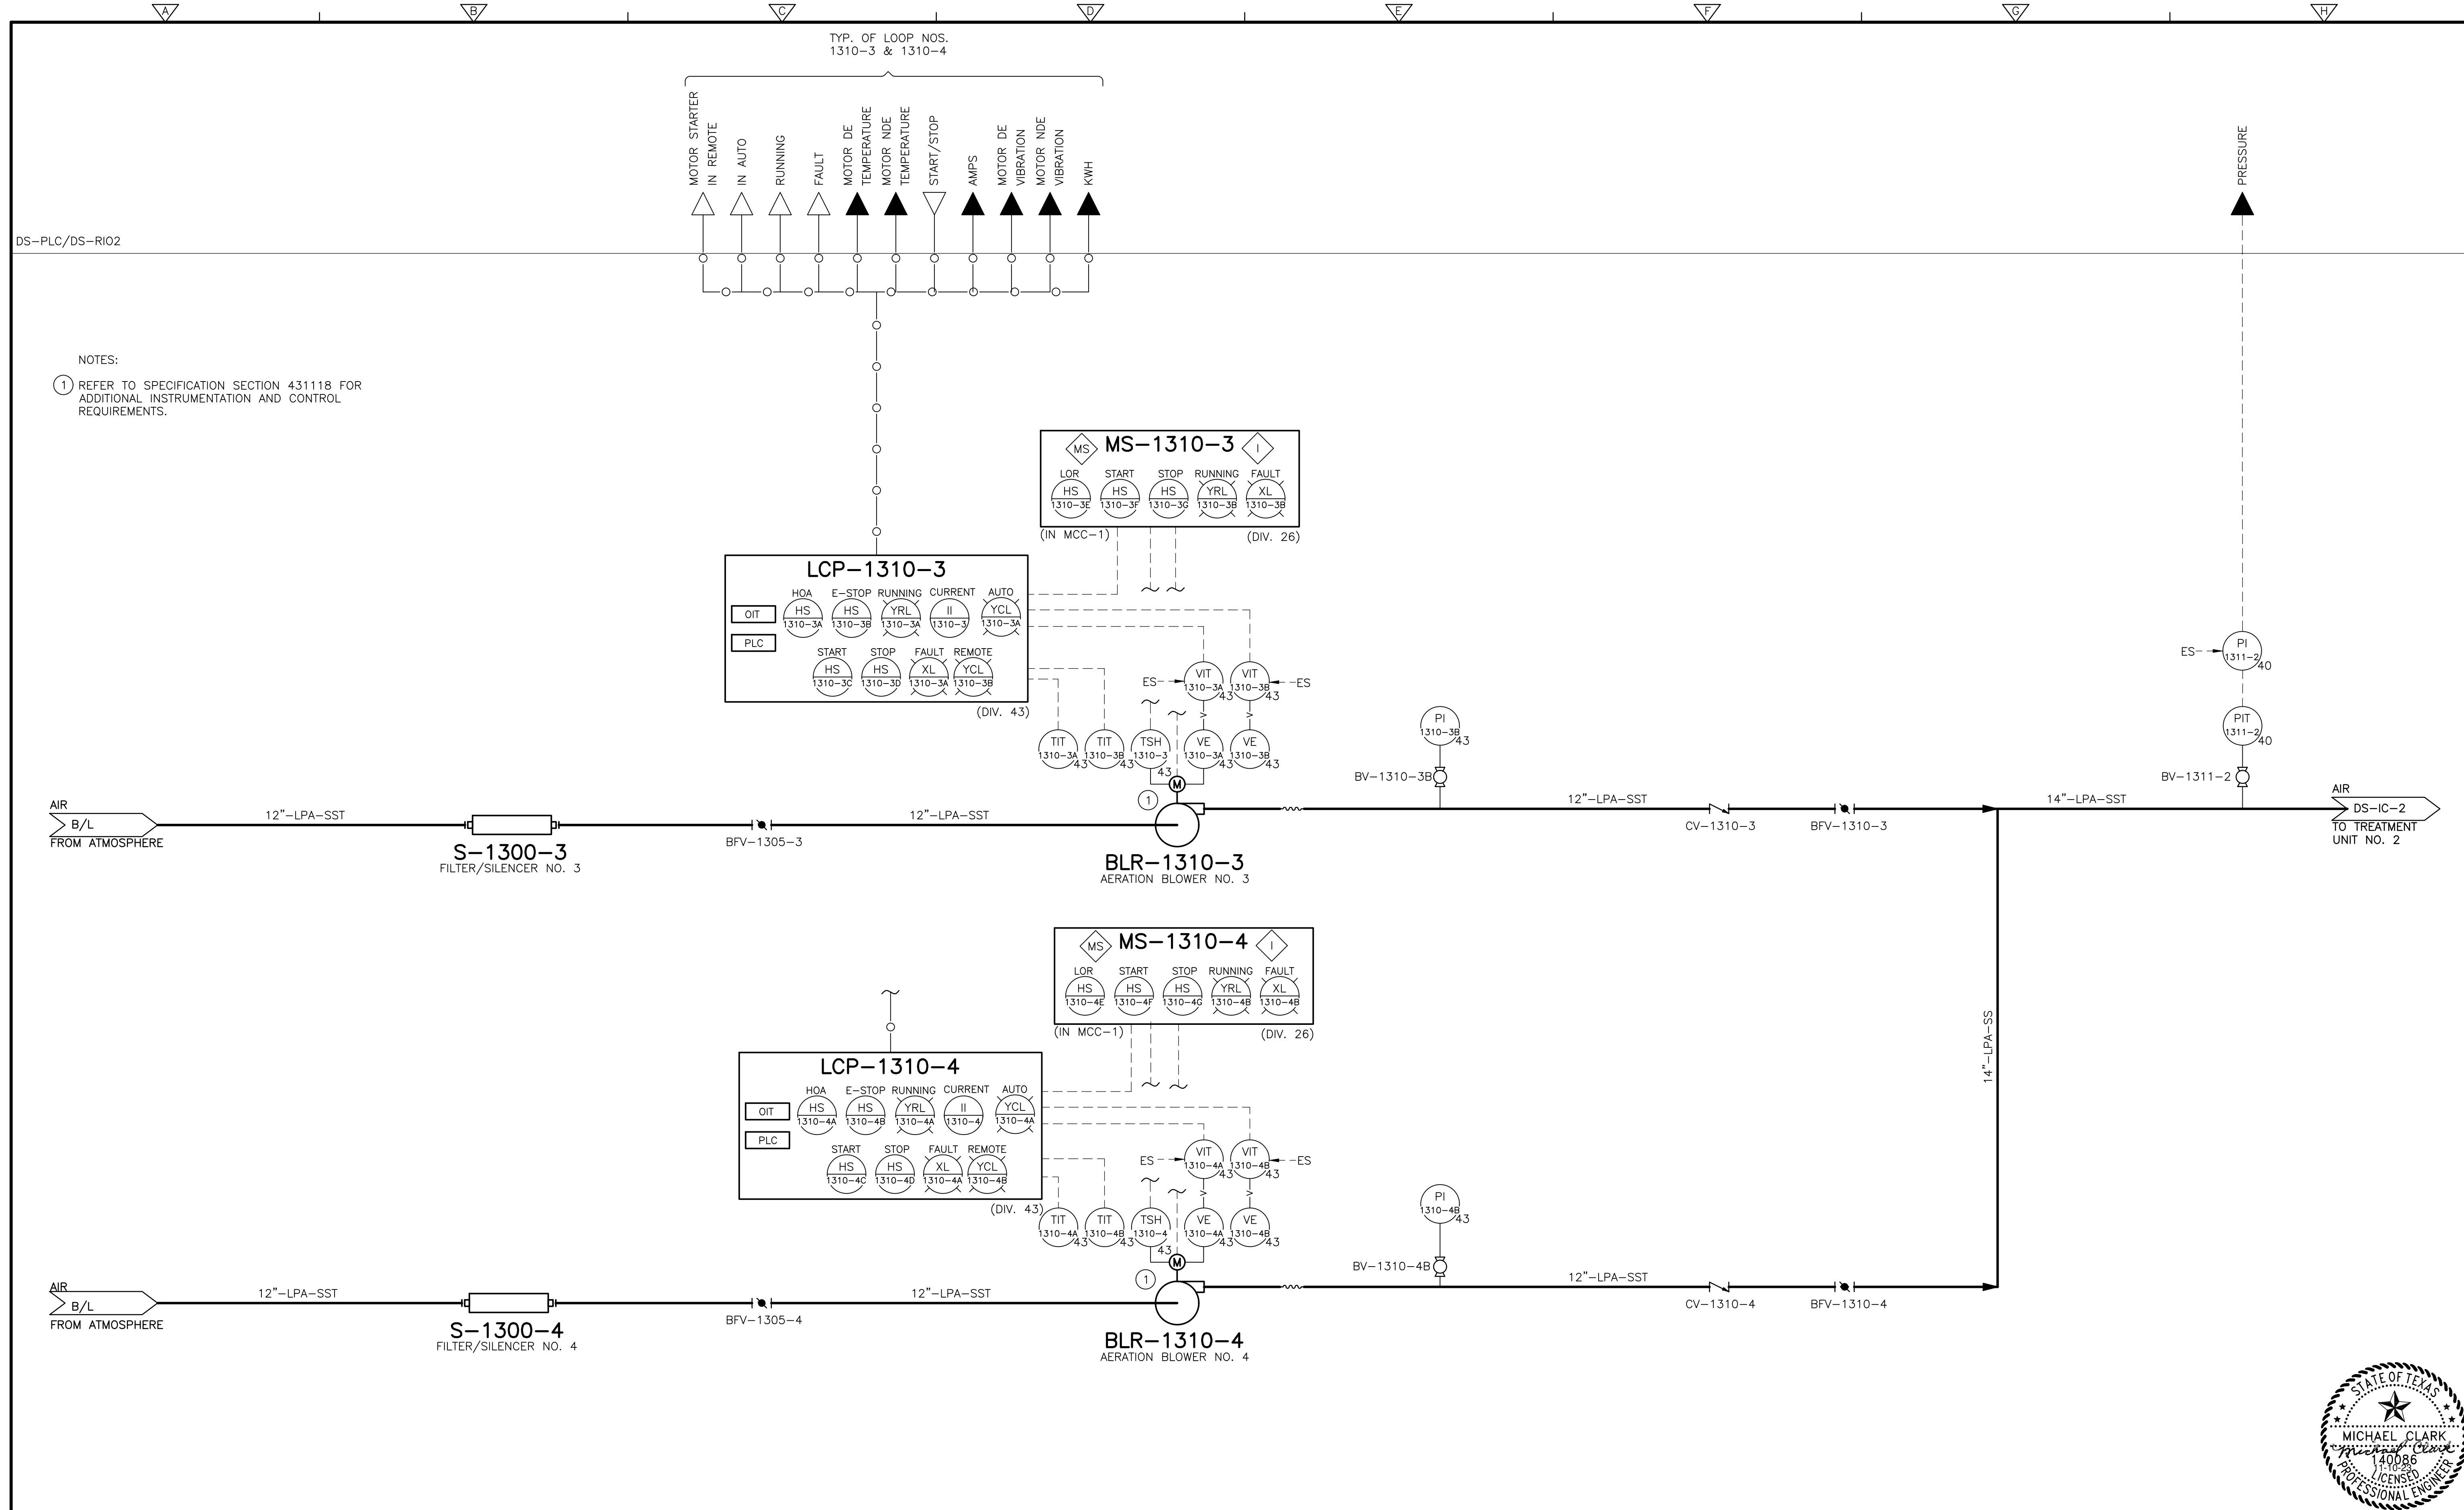 A
B
C
D
E
F
G
H
TYP. OF LOOP NOS.
1310-3 & 1310-4
MOTOR STARTER
IN REMOTE
IN AUTO
RUNNING
FAULT
MOTOR DE
TEMPERATURE
MOTOR NDE
TEMPERATURE
START/STOP
AMPS
MOTOR DE
VIBRATION
MOTOR NDE
VIBRATION
KWH
PRESSURE
DS-PLC/DS-RIO2
NOTES:
1 REFER TO SPECIFICATION SECTION 431118 FOR
ADDITIONAL INSTRUMENTATION AND CONTROL
REQUIREMENTS.
MS MS-1310-3 I
LOR START STOP RUNNING FAULT
HS HS HS YRL XL
1310-3E 1310-3F 1310-3G 1310-3B 1310-3B
(IN MCC-1) (DIV. 26)
LCP-1310-3
HOA E-STOP RUNNING CURRENT AUTO
OIT HS HS YRL II YCL
1310-3A 1310-3B 1310-3A 1310-3 1310-3A
PLC
START STOP FAULT REMOTE
HS HS XL YCL
1310-3C 1310-3D 1310-3A 1310-3B
(DIV. 43)
ES VIT VIT ES
1310-3A 1310-3B
43 43
TIT TIT TSH VE VE
1310-3A 1310-3B 1310-3 1310-3A 1310-3B
43 43 43 43 43
M
1
PI
1310-3B
43
BV-1310-3B
ES PI
1311-2
40
PIT
1311-2
40
BV-1311-2
AIR
B/L
FROM ATMOSPHERE
12"-LPA-SST
S-1300-3
FILTER/SILENCER NO. 3
BFV-1305-3
12"-LPA-SST
BLR-1310-3
AERATION BLOWER NO. 3
12"-LPA-SST
CV-1310-3
BFV-1310-3
14"-LPA-SST
AIR
DS-IC-2
TO TREATMENT
UNIT NO. 2
14"-LPA-SS
MS MS-1310-4 I
LOR START STOP RUNNING FAULT
HS HS HS YRL XL
1310-4E 1310-4F 1310-4G 1310-4B 1310-4B
(IN MCC-1) (DIV. 26)
LCP-1310-4
HOA E-STOP RUNNING CURRENT AUTO
OIT HS HS YRL II YCL
1310-4A 1310-4B 1310-4A 1310-4 1310-4A
PLC
START STOP FAULT REMOTE
HS HS XL YCL
1310-4C 1310-4D 1310-4A 1310-4B
(DIV. 43)
ES VIT VIT ES
1310-4A 1310-4B
43 43
TIT TIT TSH VE VE
1310-4A 1310-4B 1310-4 1310-4A 1310-4B
43 43 43 43 43
M
1
PI
1310-4B
43
BV-1310-4B
AIR
B/L
FROM ATMOSPHERE
12"-LPA-SST
S-1300-4
FILTER/SILENCER NO. 4
BFV-1305-4
12"-LPA-SST
BLR-1310-4
AERATION BLOWER NO. 4
12"-LPA-SST
CV-1310-4
BFV-1310-4
STATE OF TEXAS
MICHAEL CLARK
Michael Clark
140086
11-10-23
LICENSED
PROFESSIONAL ENGINEER